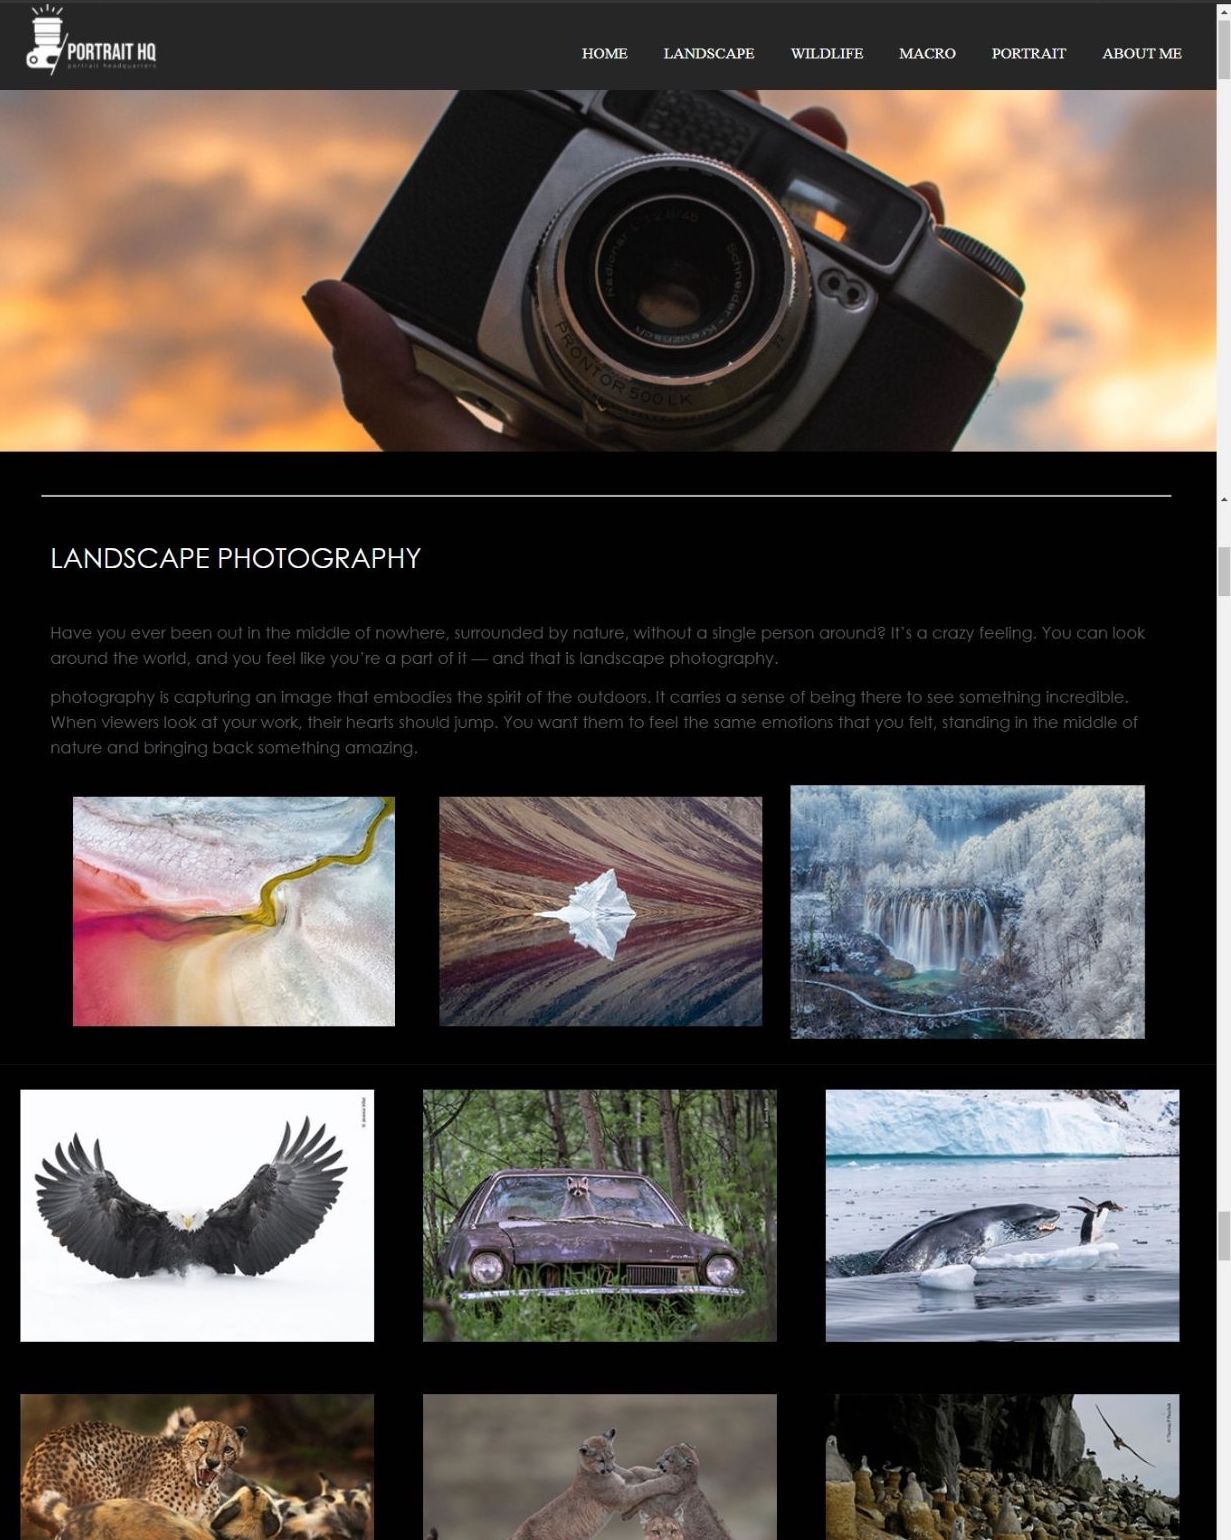 PORTRAIT HQ
portrait headquarters
HOME LANDSCAPE WILDLIFE MACRO PORTRAIT ABOUT ME
Radionar L 1:2.8/45
Schneider-Kreuznach
PRONTOR 500 LK
LANDSCAPE PHOTOGRAPHY
Have you ever been out in the middle of nowhere, surrounded by nature, without a single person around? It's a crazy feeling. You can look
around the world, and you feel like you're a part of it — and that is landscape photography.
photography is capturing an image that embodies the spirit of the outdoors. It carries a sense of being there to see something incredible.
When viewers look at your work, their hearts should jump. You want them to feel the same emotions that you felt, standing in the middle of
nature and bringing back something amazing.